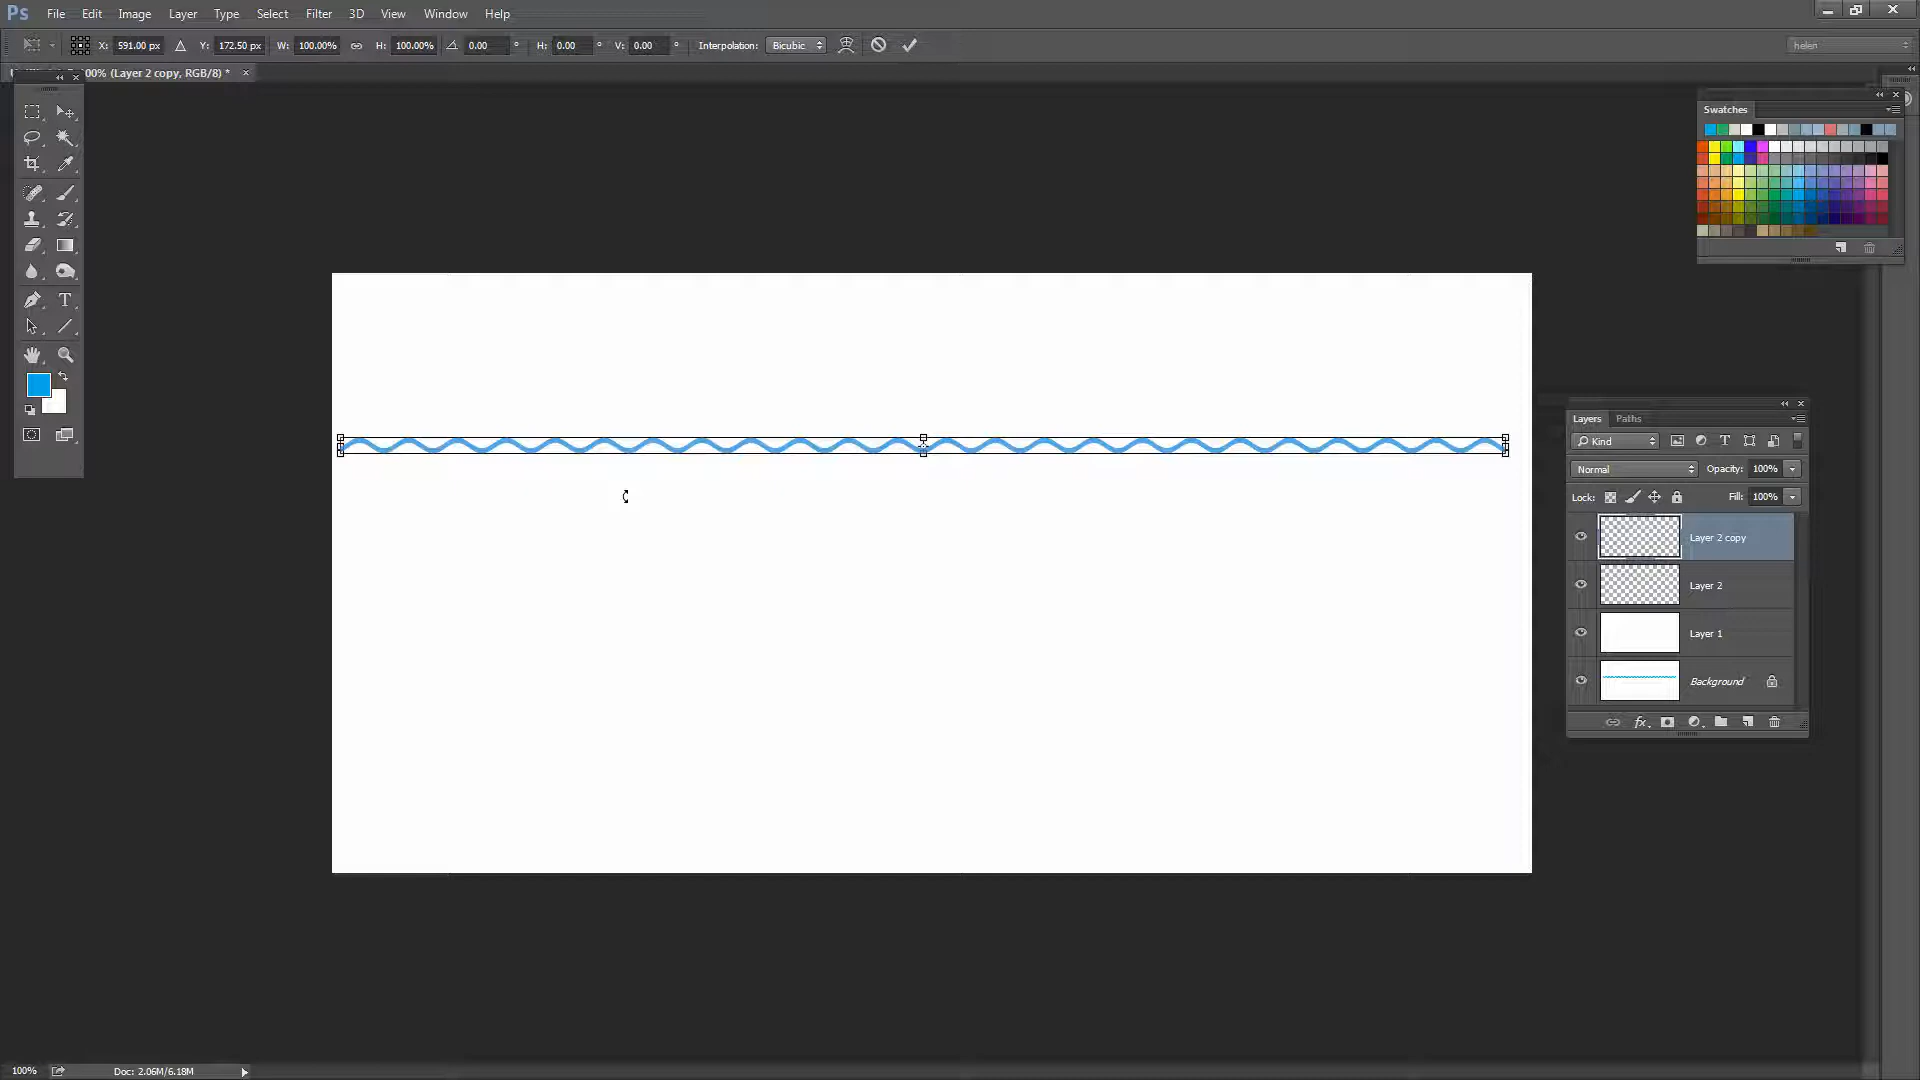 Ps File Edit Image Layer Type Select Filter 3D View Window Help
X: 591.00 px Y: 172.50 px W: 100.00% H: 100.00% 0.00 ° H: 0.00 ° V: 0.00 ° Interpolation: Bicubic helen
100% (Layer 2 copy, RGB/8) * ×
Swatches
Layers Paths
Kind
Normal Opacity: 100%
Lock: Fill: 100%
Layer 2 copy
Layer 2
Layer 1
Background
fx
100% Doc: 2.06M/6.18M